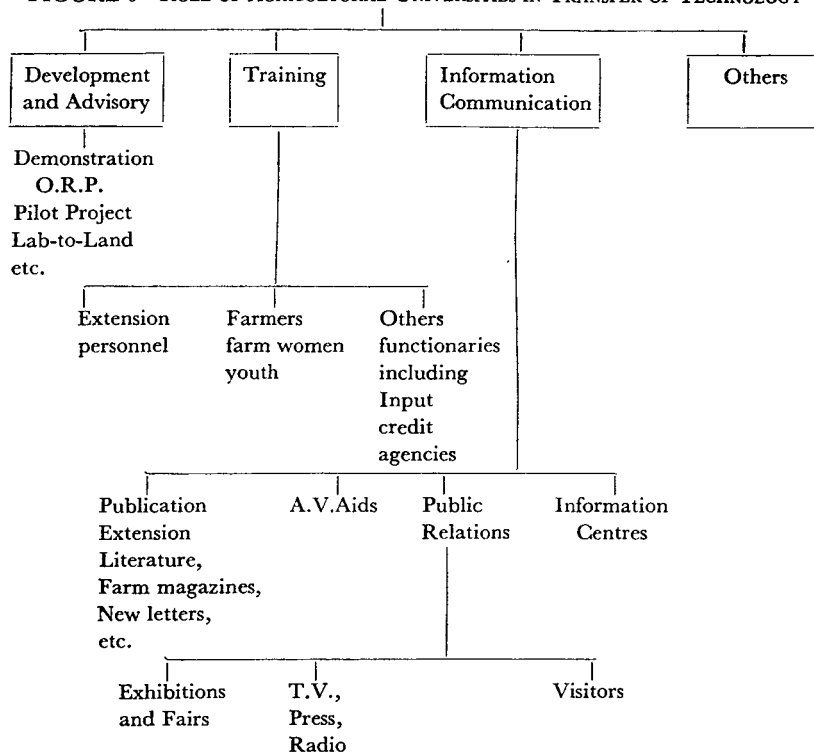 Development
and Advisory
Training
Information
Communication
Others
Demonstration
O.R.P.
Pilot Project
Lab-to-Land
etc.
Extension
personnel
Farmers
farm women
youth
Others
functionaries
including
Input
credit
agencies
Publication
Extension
Literature,
Farm magazines,
New letters,
etc.
A.V.Aids
Public
Relations
Information
Centres
Exhibitions
and Fairs
T.V.,
Press,
Radio
Visitors